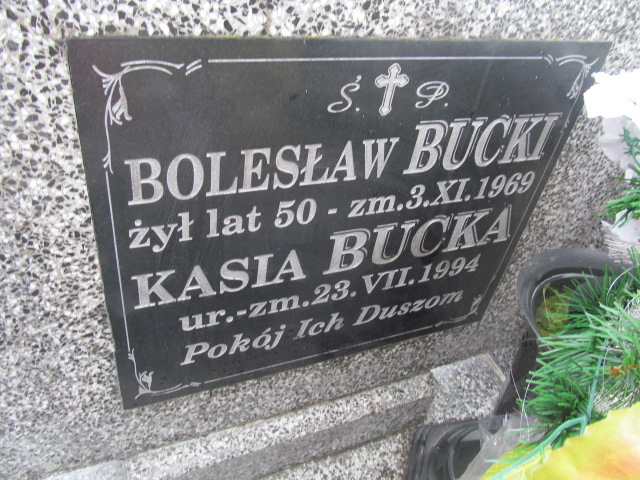 Ś. P.
BOLESŁAW BUCKI
żył lat 50 - zm.3.XI.1969
KASIA BUCKA
ur.-zm.23.VII.1994
Pokój Ich Duszom